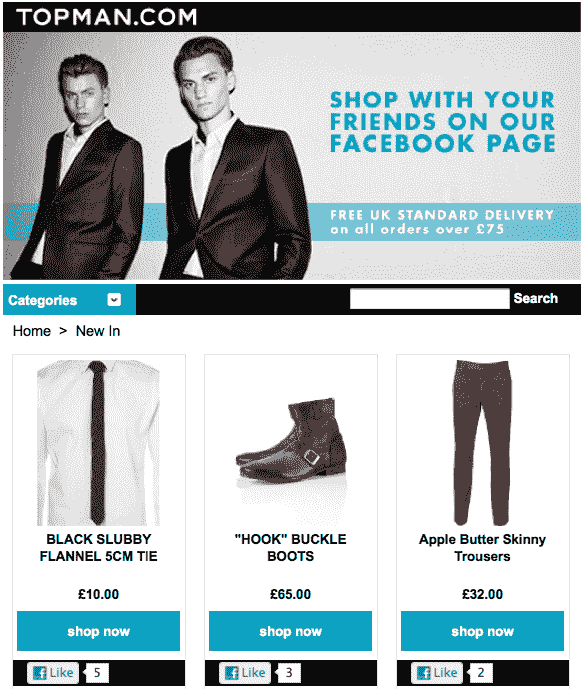 TOPMAN.COM
SHOP WITH YOUR
FRIENDS ON OUR
FACEBOOK PAGE
FREE UK STANDARD DELIVERY
on all orders over £75
Categories
Search
Home > New In
BLACK SLUBBY
FLANNEL 5CM TIE
£10.00
shop now
Like 5
"HOOK" BUCKLE
BOOTS
£65.00
shop now
Like 3
Apple Butter Skinny
Trousers
£32.00
shop now
Like 2